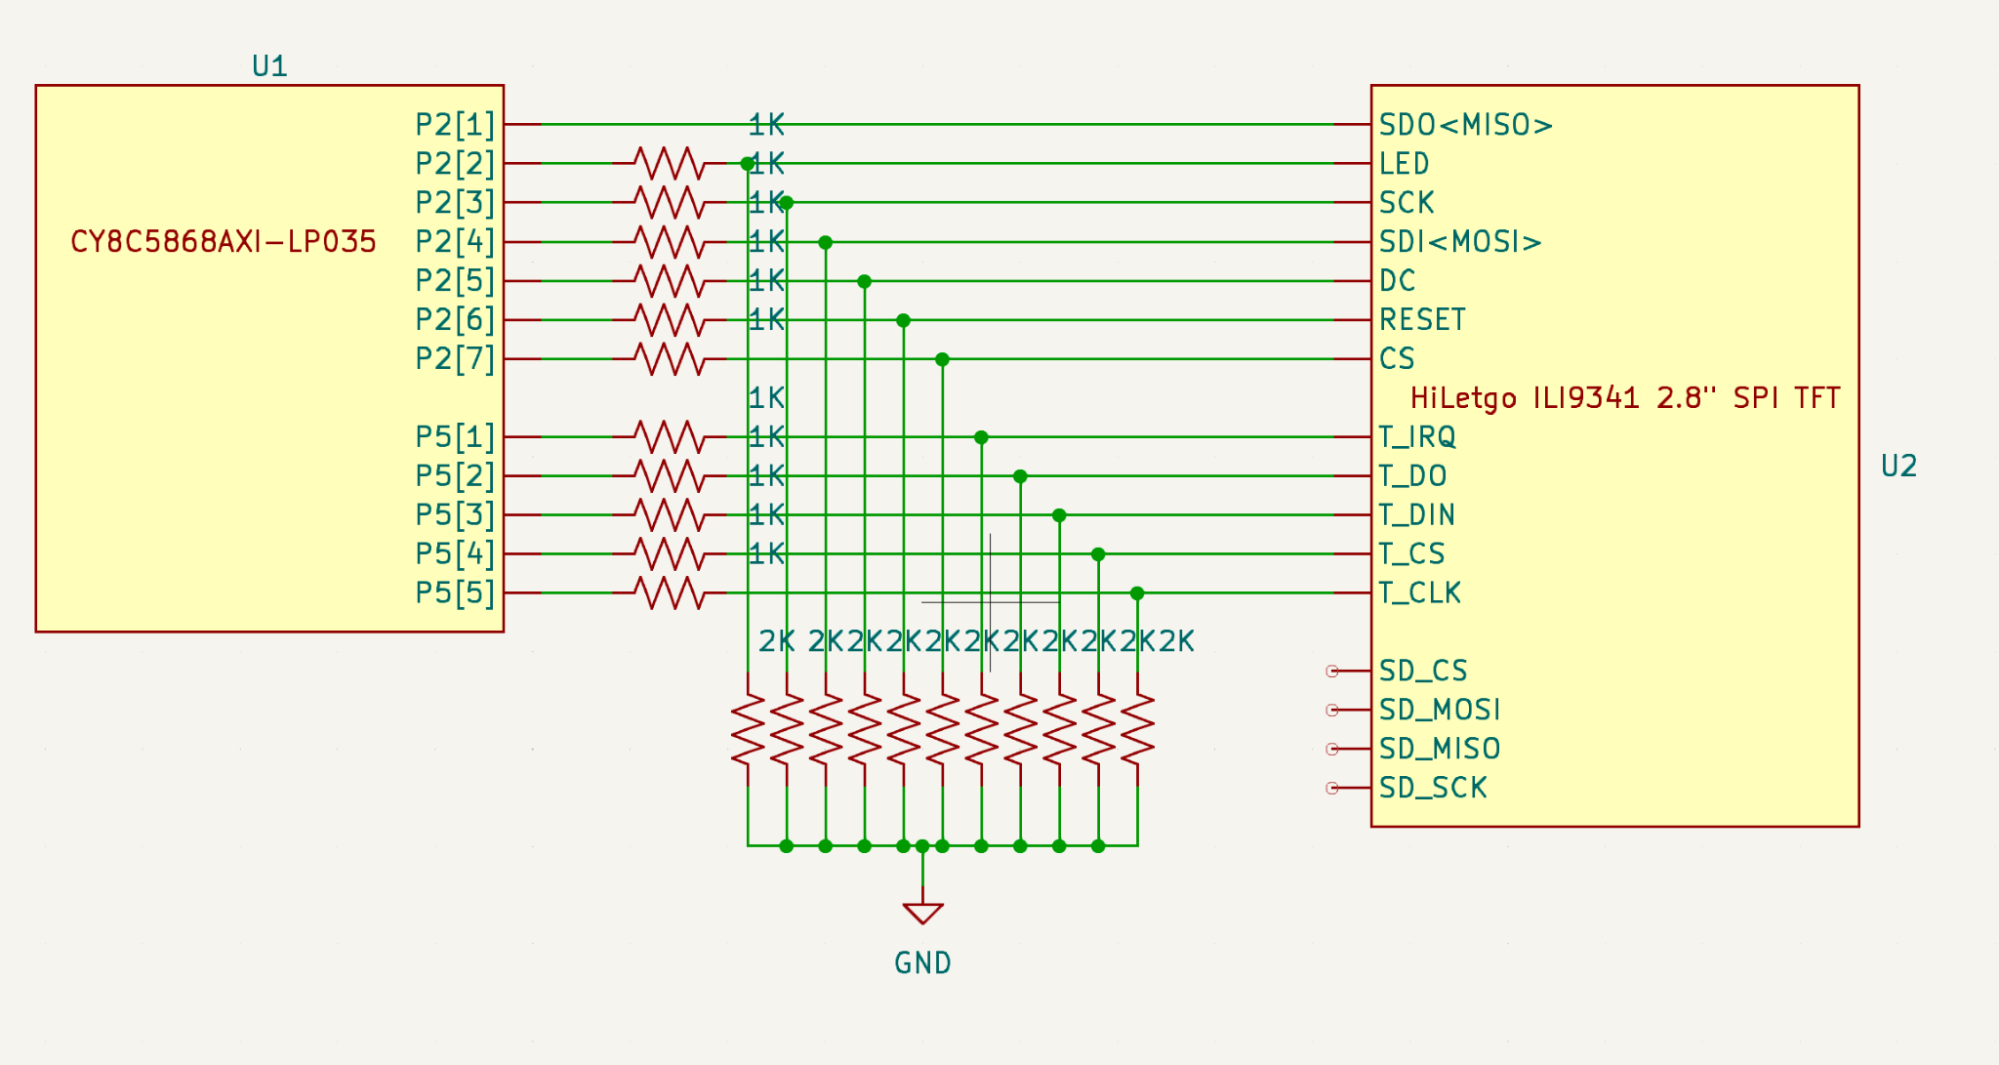 U1
P2[1]
P2[2]
P2[3]
CY8C5868AXI-LP035
P2[4]
P2[5]
P2[6]
P2[7]
P5[1]
P5[2]
P5[3]
P5[4]
P5[5]
1K
1K
1K
1K
1K
1K
1K
1K
1K
1K
1K
2K 2K2K2K2K2K2K2K2K2K2K
GND
SDO<MISO>
LED
SCK
SDI<MOSI>
DC
RESET
CS
HiLetgo ILI9341 2.8" SPI TFT
T_IRQ
T_DO
T_DIN
T_CS
T_CLK
SD_CS
SD_MOSI
SD_MISO
SD_SCK
U2